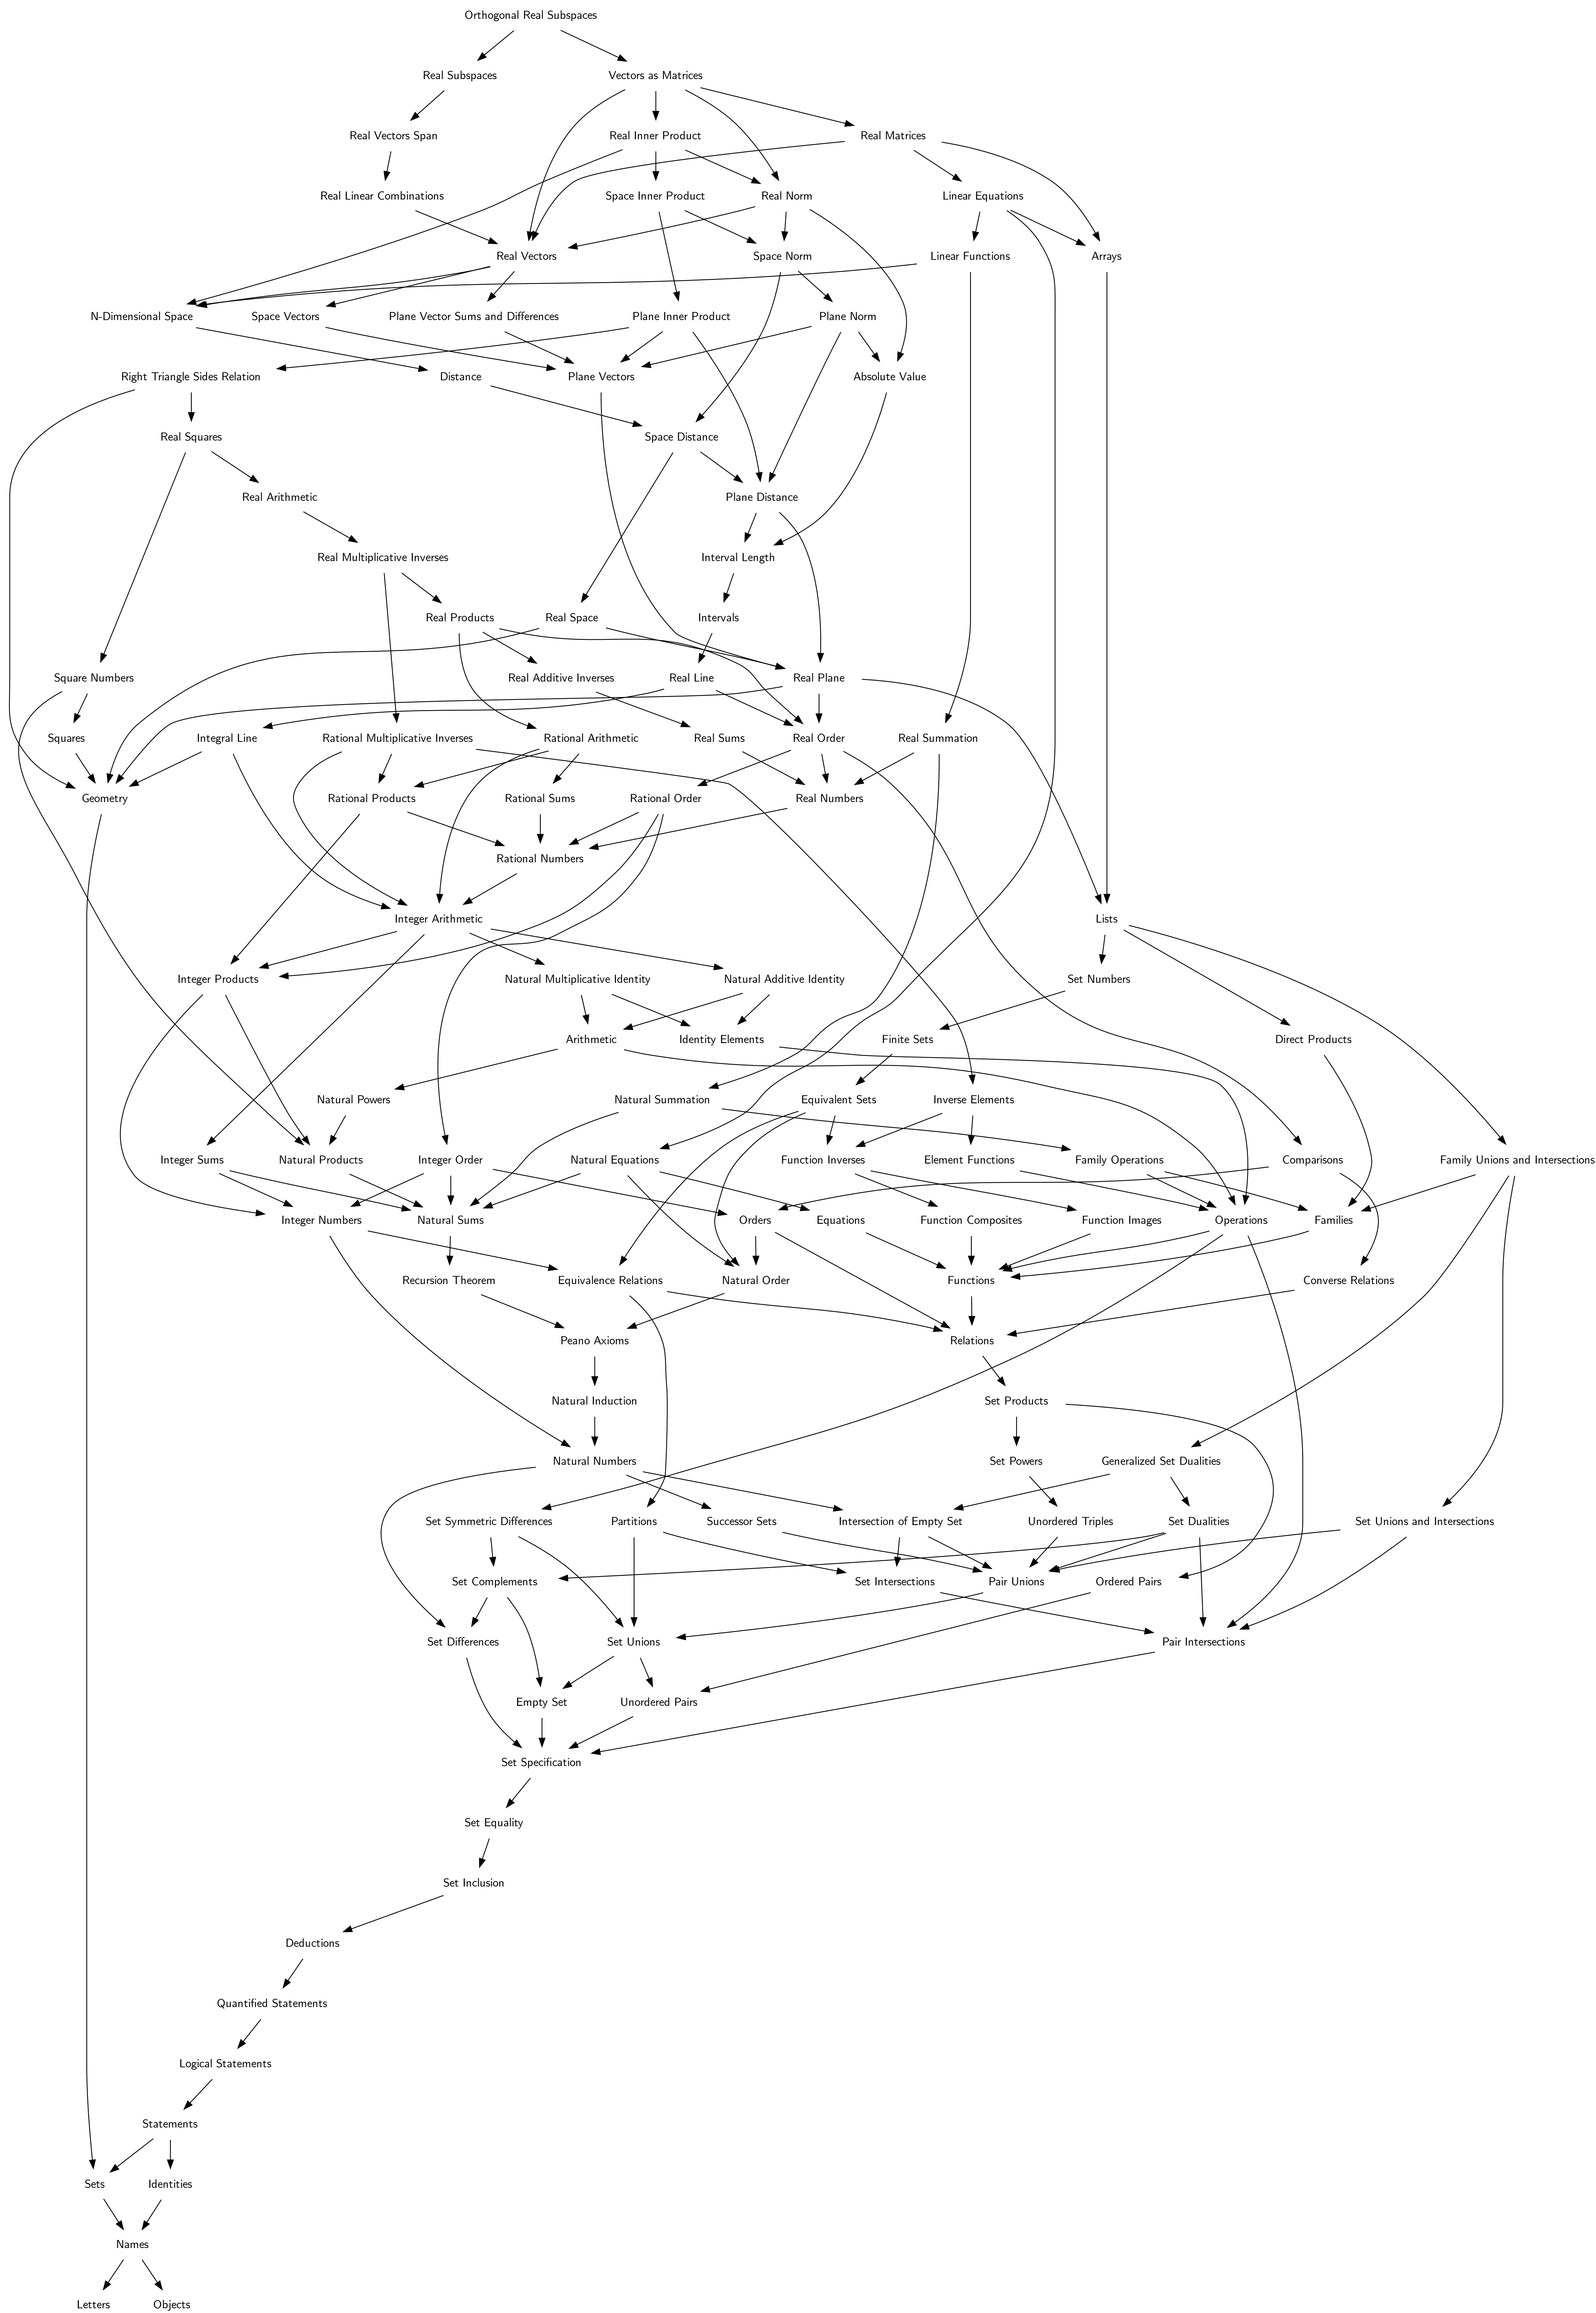 Orthogonal Real Subspaces
Real Subspaces
Vectors as Matrices
Real Vectors Span
Real Inner Product
Real Matrices
Real Linear Combinations
Space Inner Product
Real Norm
Linear Equations
Real Vectors
Space Norm
Linear Functions
Arrays
N-Dimensional Space
Space Vectors
Plane Vector Sums and Differences
Plane Inner Product
Plane Norm
Right Triangle Sides Relation
Distance
Plane Vectors
Absolute Value
Real Squares
Space Distance
Real Arithmetic
Plane Distance
Real Multiplicative Inverses
Interval Length
Real Products
Real Space
Intervals
Square Numbers
Real Additive Inverses
Real Line
Real Plane
Squares
Integral Line
Rational Multiplicative Inverses
Rational Arithmetic
Real Sums
Real Order
Real Summation
Geometry
Rational Products
Rational Sums
Rational Order
Real Numbers
Rational Numbers
Integer Arithmetic
Lists
Integer Products
Natural Multiplicative Identity
Natural Additive Identity
Set Numbers
Arithmetic
Identity Elements
Finite Sets
Direct Products
Natural Powers
Natural Summation
Equivalent Sets
Inverse Elements
Integer Sums
Natural Products
Integer Order
Natural Equations
Function Inverses
Element Functions
Family Operations
Comparisons
Family Unions and Intersections
Integer Numbers
Natural Sums
Orders
Equations
Function Composites
Function Images
Operations
Families
Recursion Theorem
Equivalence Relations
Natural Order
Functions
Converse Relations
Peano Axioms
Relations
Natural Induction
Set Products
Natural Numbers
Set Powers
Generalized Set Dualities
Set Symmetric Differences
Partitions
Successor Sets
Intersection of Empty Set
Unordered Triples
Set Dualities
Set Unions and Intersections
Set Complements
Set Intersections
Pair Unions
Ordered Pairs
Set Differences
Set Unions
Pair Intersections
Empty Set
Unordered Pairs
Set Specification
Set Equality
Set Inclusion
Deductions
Quantified Statements
Logical Statements
Statements
Sets
Identities
Names
Letters
Objects